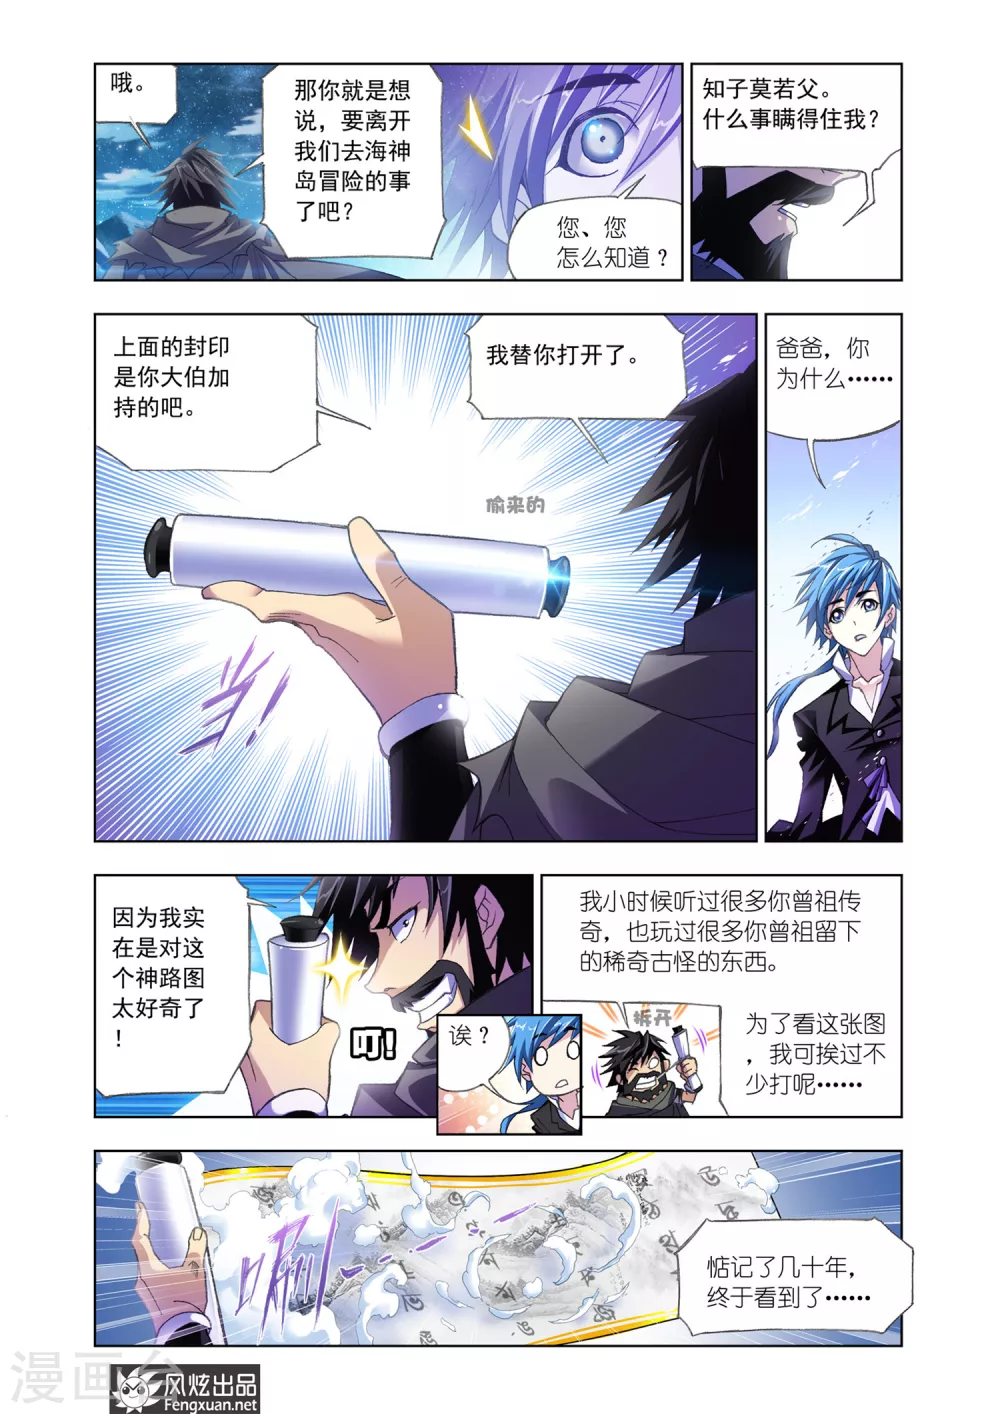 哦。
那你就是想
说，要离开
我们去海神
岛冒险的事
了吧？
您、您
怎么知道？
知子莫若父。
什么事瞒得住我？
上面的封印
是你大伯加
持的吧。
我替你打开了。
偷来的
爸爸，你
为什么……
因为我实
在是对这
个神路图
太好奇了
！
叮！
诶？
我小时候听过很多你曾祖传
奇，也玩过很多你曾祖留下
的稀奇古怪的东西。
拆开
为了看这张图
，我可挨过不
少打呢……
唰
惦记了几十年，
终于看到了……
漫画台
风炫出品
Fengxuan.net